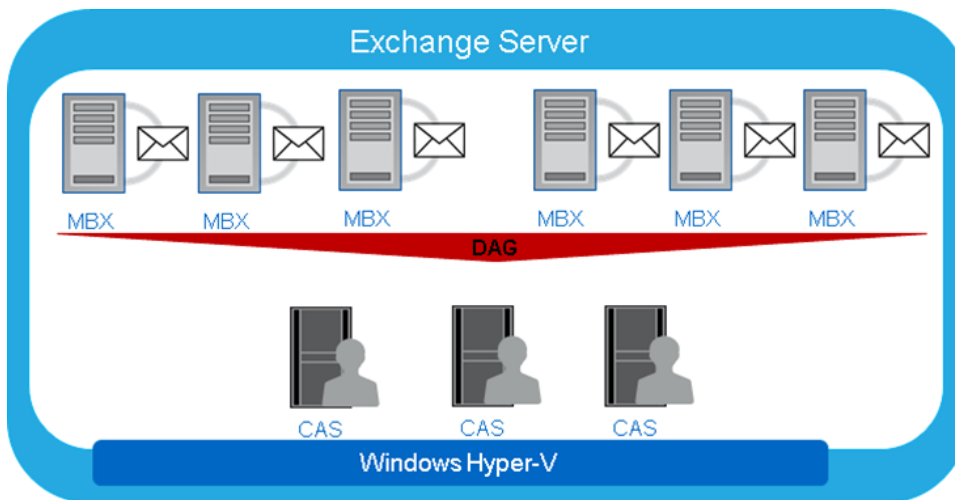 Exchange Server
MBX MBX MBX MBX MBX MBX
DAG
CAS CAS CAS
Windows Hyper-V